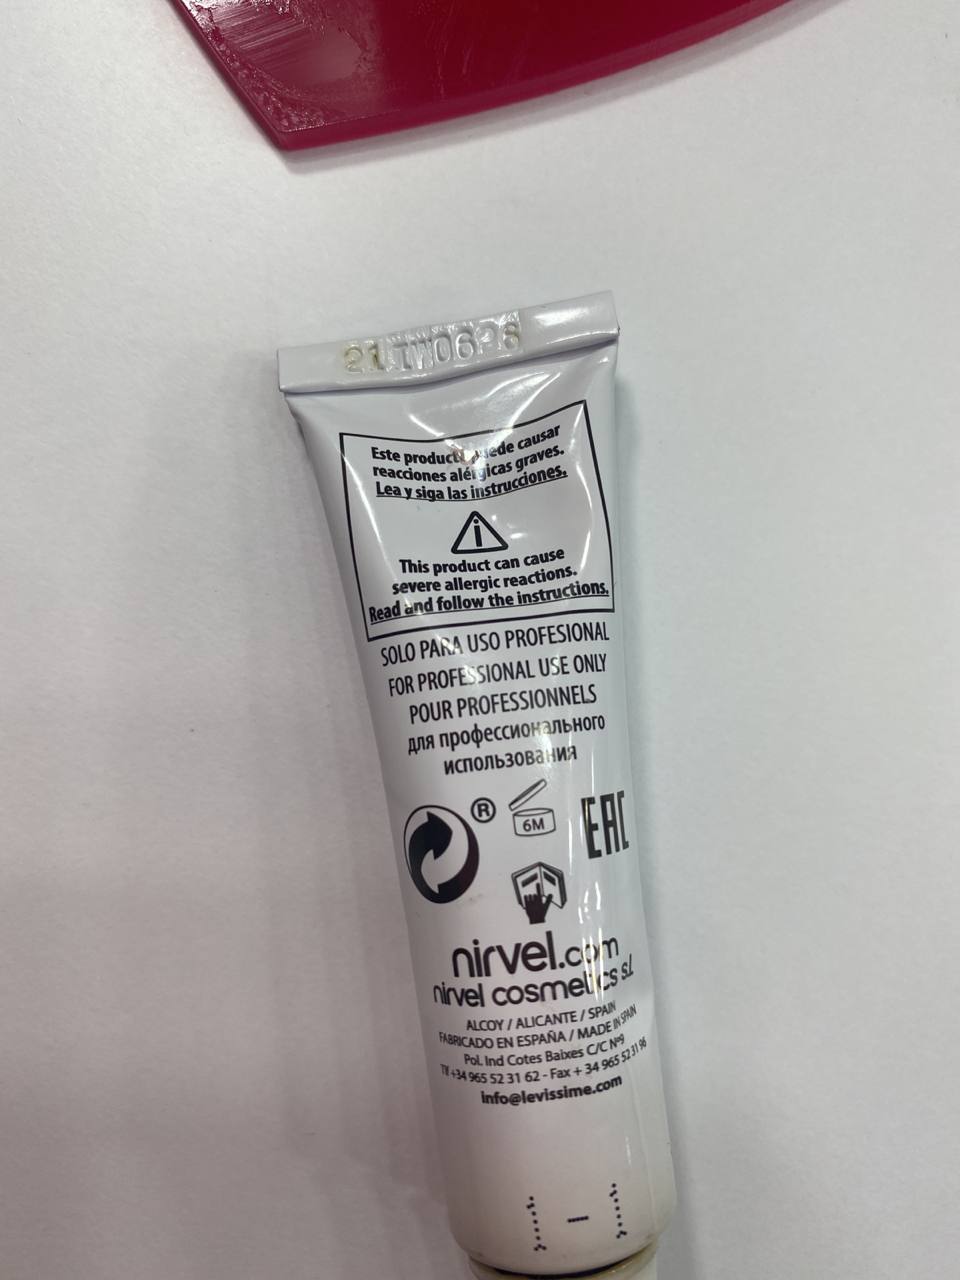 Este producto puede causar
reacciones alérgicas graves.
Lea y siga las instrucciones.
This product can cause
severe allergic reactions.
Read and follow the instructions.
SOLO PARA USO PROFESIONAL
FOR PROFESSIONAL USE ONLY
POUR PROFESSIONNELS
для профессионального
использования
®
6M
EAC
nirvel.com
nirvel cosmetics s.l.
ALCOY / ALICANTE / SPAIN
FABRICADO EN ESPAÑA / MADE IN SPAIN
Pol. Ind Cotes Baixes C/C Nº9
Tlf +34 965 52 31 62 - Fax + 34 965 52 31 96
info@levissime.com